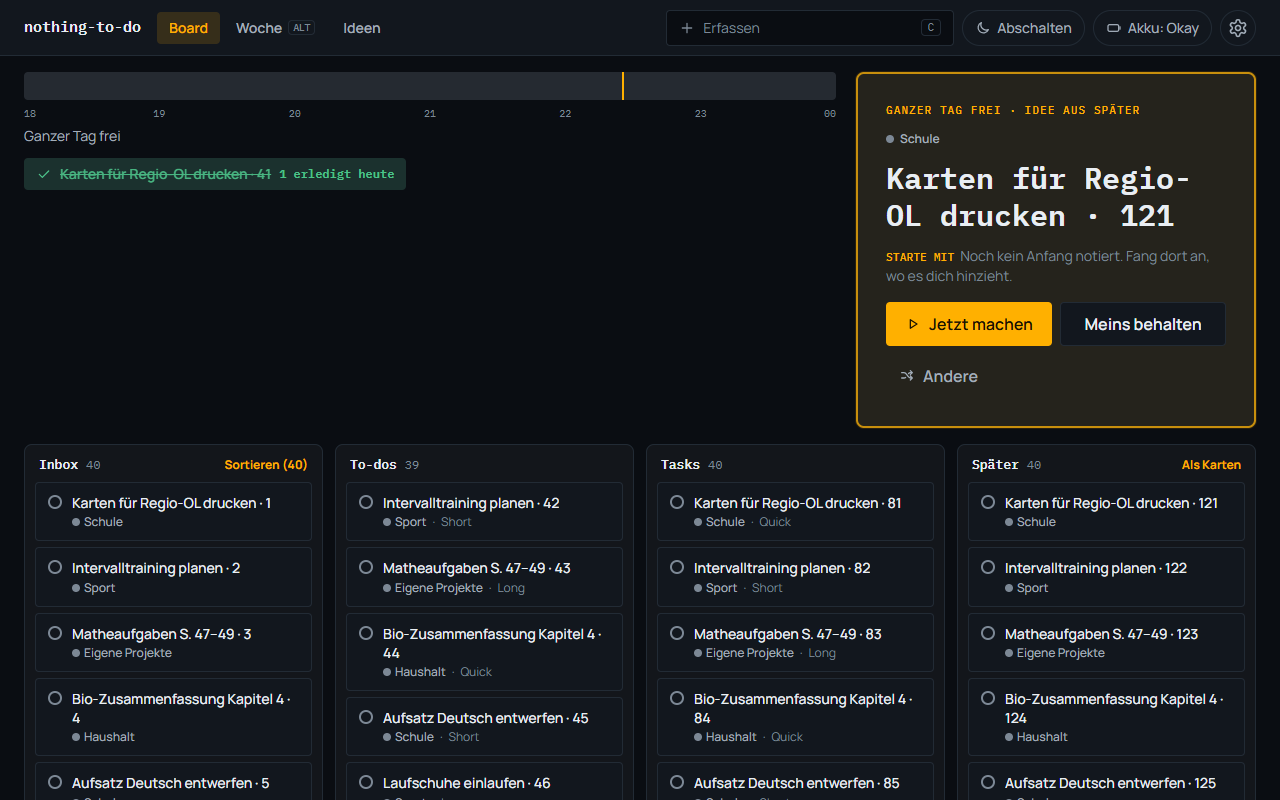 nothing-to-do Board Woche ALT Ideen Erfassen C Abschalten Akku: Okay
18 19 20 21 22 23 00
Ganzer Tag frei
Karten für Regio-OL drucken · 41 1 erledigt heute
GANZER TAG FREI · IDEE AUS SPÄTER
Schule
Karten für Regio-
OL drucken · 121
STARTE MIT Noch kein Anfang notiert. Fang dort an,
wo es dich hinzieht.
Jetzt machen Meins behalten
Andere
Inbox 40 Sortieren (40)
Karten für Regio-OL drucken · 1
Schule
Intervalltraining planen · 2
Sport
Matheaufgaben S. 47–49 · 3
Eigene Projekte
Bio-Zusammenfassung Kapitel 4 ·
4
Haushalt
Aufsatz Deutsch entwerfen · 5
To-dos 39
Intervalltraining planen · 42
Sport · Short
Matheaufgaben S. 47–49 · 43
Eigene Projekte · Long
Bio-Zusammenfassung Kapitel 4 ·
44
Haushalt · Quick
Aufsatz Deutsch entwerfen · 45
Schule · Short
Laufschuhe einlaufen · 46
Tasks 40
Karten für Regio-OL drucken · 81
Schule · Quick
Intervalltraining planen · 82
Sport · Short
Matheaufgaben S. 47–49 · 83
Eigene Projekte · Long
Bio-Zusammenfassung Kapitel 4 ·
84
Haushalt · Quick
Aufsatz Deutsch entwerfen · 85
Später 40 Als Karten
Karten für Regio-OL drucken · 121
Schule
Intervalltraining planen · 122
Sport
Matheaufgaben S. 47–49 · 123
Eigene Projekte
Bio-Zusammenfassung Kapitel 4 ·
124
Haushalt
Aufsatz Deutsch entwerfen · 125